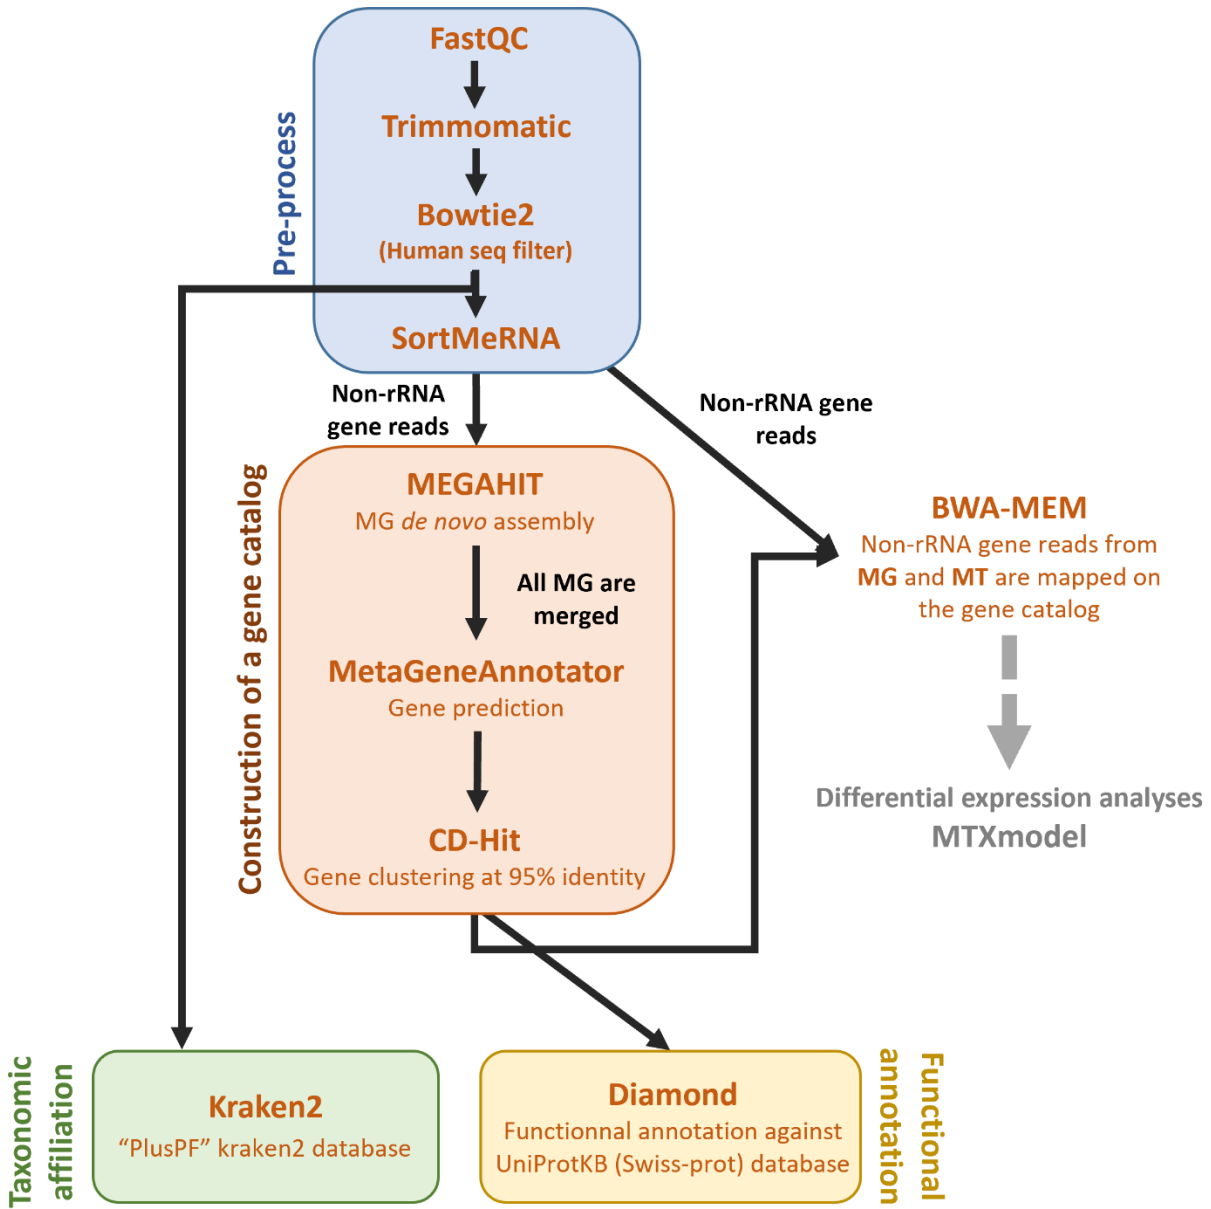 FastQC
Trimmomatic
Bowtie2
(Human seq filter)
SortMeRNA
Pre-process
Non-rRNA
gene reads
Non-rRNA gene
reads
MEGAHIT
MG de novo assembly
All MG are
merged
MetaGeneAnnotator
Gene prediction
CD-Hit
Gene clustering at 95% identity
Construction of a gene catalog
BWA-MEM
Non-rRNA gene reads from
MG and MT are mapped on
the gene catalog
Differential expression analyses
MTXmodel
Taxonomic
affiliation
Kraken2
“PlusPF” kraken2 database
Diamond
Functionnal annotation against
UniProtKB (Swiss-prot) database
Functional
annotation